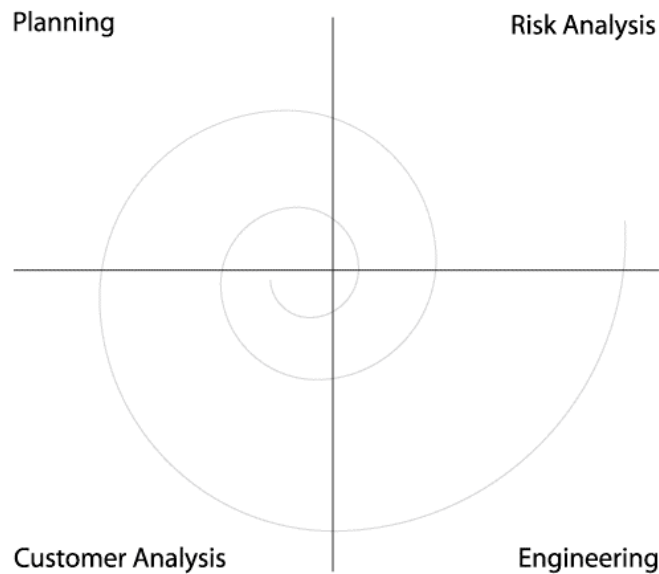 Planning
Risk Analysis
Customer Analysis
Engineering